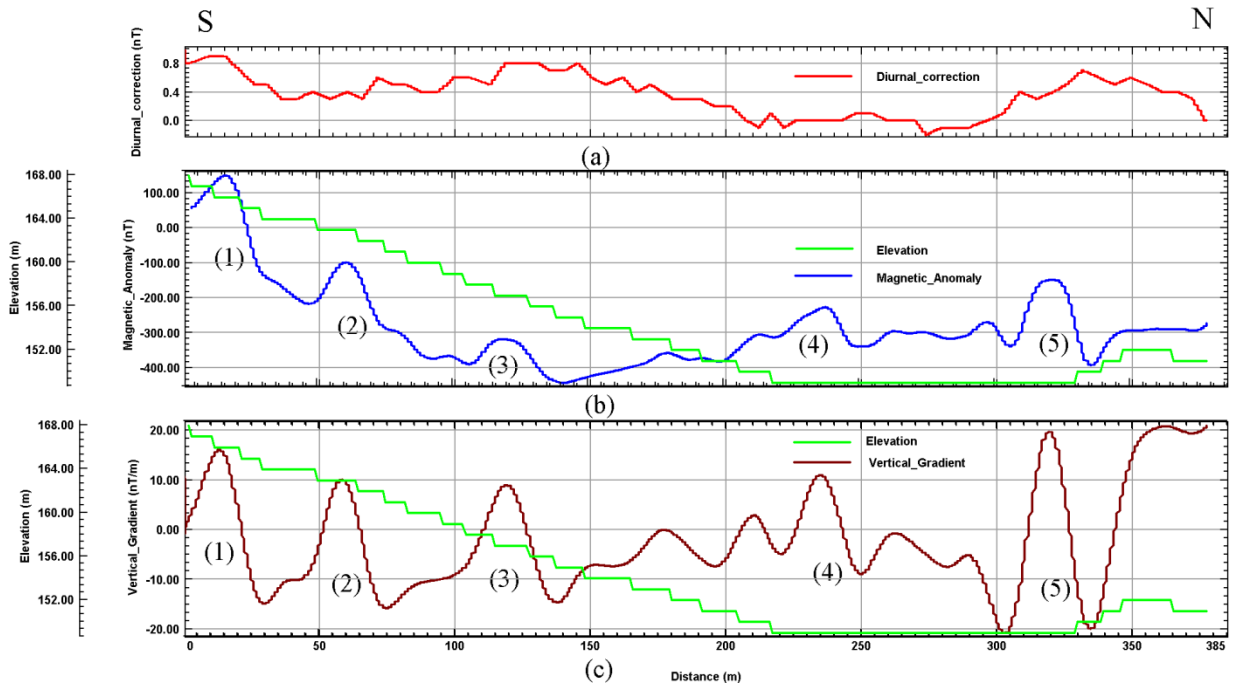 S N
Diurnal_correction (nT)
0.8
0.4
0.0
Diurnal_correction
(a)
Elevation (m)
168.00
164.00
160.00
156.00
152.00
Magnetic_Anomaly (nT)
100.00
0.00
-100.00
-200.00
-300.00
-400.00
Elevation
Magnetic_Anomaly
(1)
(2)
(3)
(4)
(5)
(b)
Elevation (m)
168.00
164.00
160.00
156.00
152.00
Vertical_Gradient (nT/m)
20.00
10.00
0.00
-10.00
-20.00
Elevation
Vertical_Gradient
(1)
(2)
(3)
(4)
(5)
0 50 100 150 200 250 300 350 385
(c)
Distance (m)